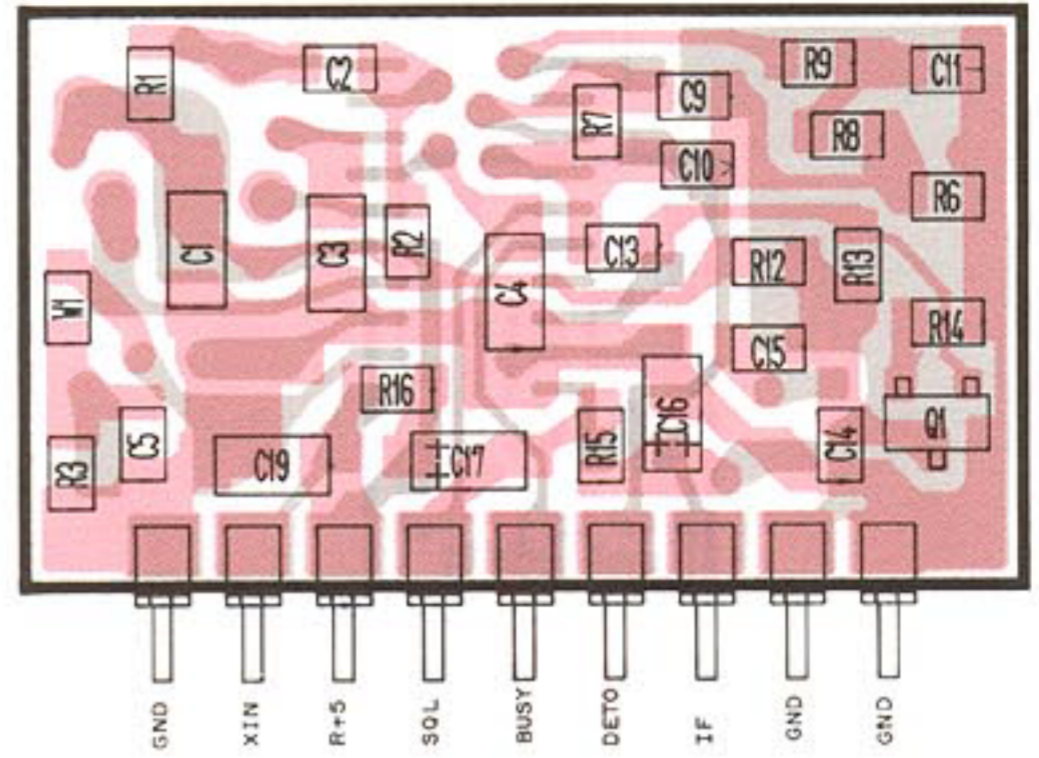 R1
C2
R7
C9
R9
C11
R8
C10
R6
C1
C3
R2
C4
C13
R12
R13
W1
R14
C15
R16
C16
Q1
R3
C5
C19
C17
R15
C14
GND
XIN
R+5
SQL
BUSY
DETO
IF
GND
GND